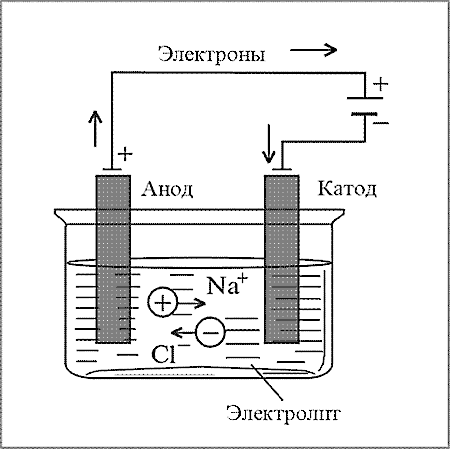 Электроны
+
−
+
Анод
Катод
+
Na⁺
−
Cl⁻
Электролит